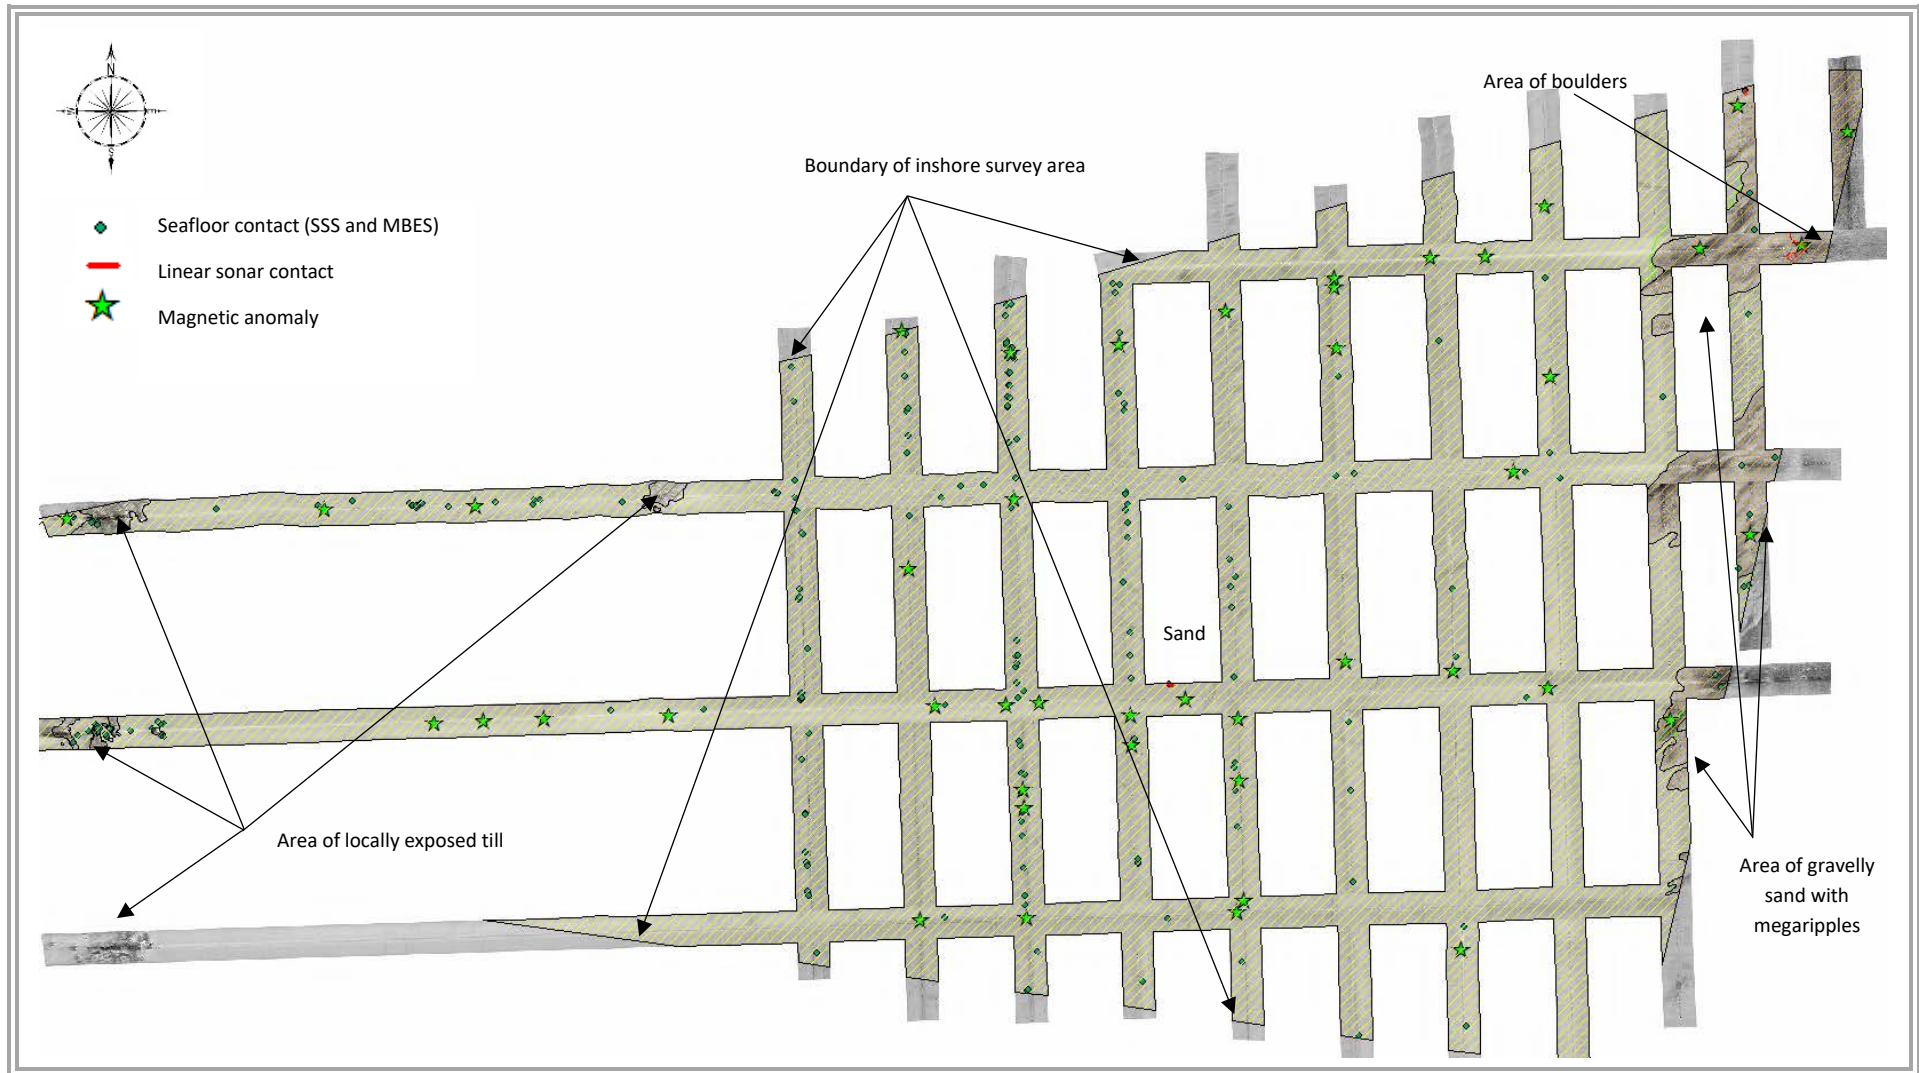 N
S
Area of boulders
Boundary of inshore survey area
Seafloor contact (SSS and MBES)
Linear sonar contact
Magnetic anomaly
Sand
Area of locally exposed till
Area of gravelly
sand with
megaripples